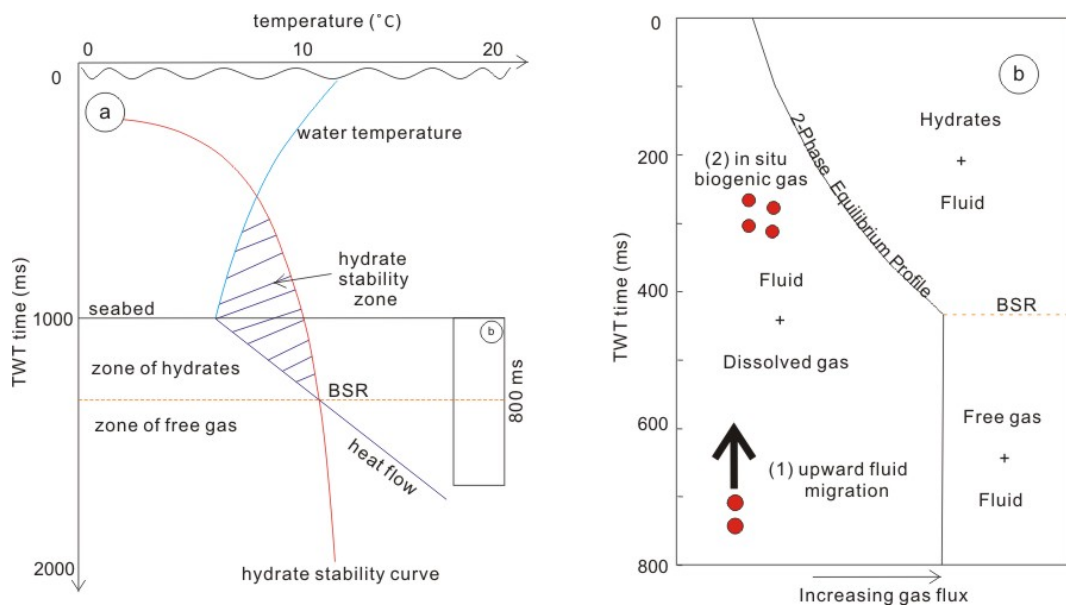 temperature (°C)
0
10
20
0
a
water temperature
hydrate
stability
zone
TWT time (ms)
seabed
1000
b
zone of hydrates
BSR
800 ms
zone of free gas
heat flow
2000
hydrate stability curve
0
b
2-Phase Equilibrium Profile
Hydrates
+
Fluid
200
(2) in situ
biogenic gas
Fluid
+
Dissolved gas
TWT time (ms)
400
BSR
600
Free gas
+
Fluid
(1) upward fluid
migration
800
Increasing gas flux